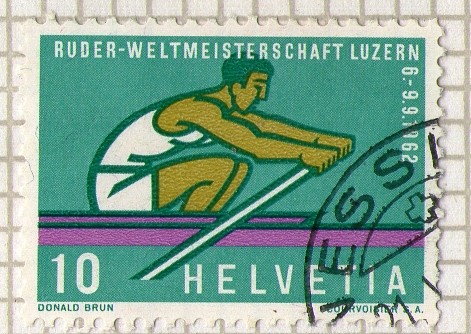 RUDER-WELTMEISTERSCHAFT LUZERN
6.-9.9.1962
10 HELVETIA
DONALD BRUN COURVOISIER S.A.